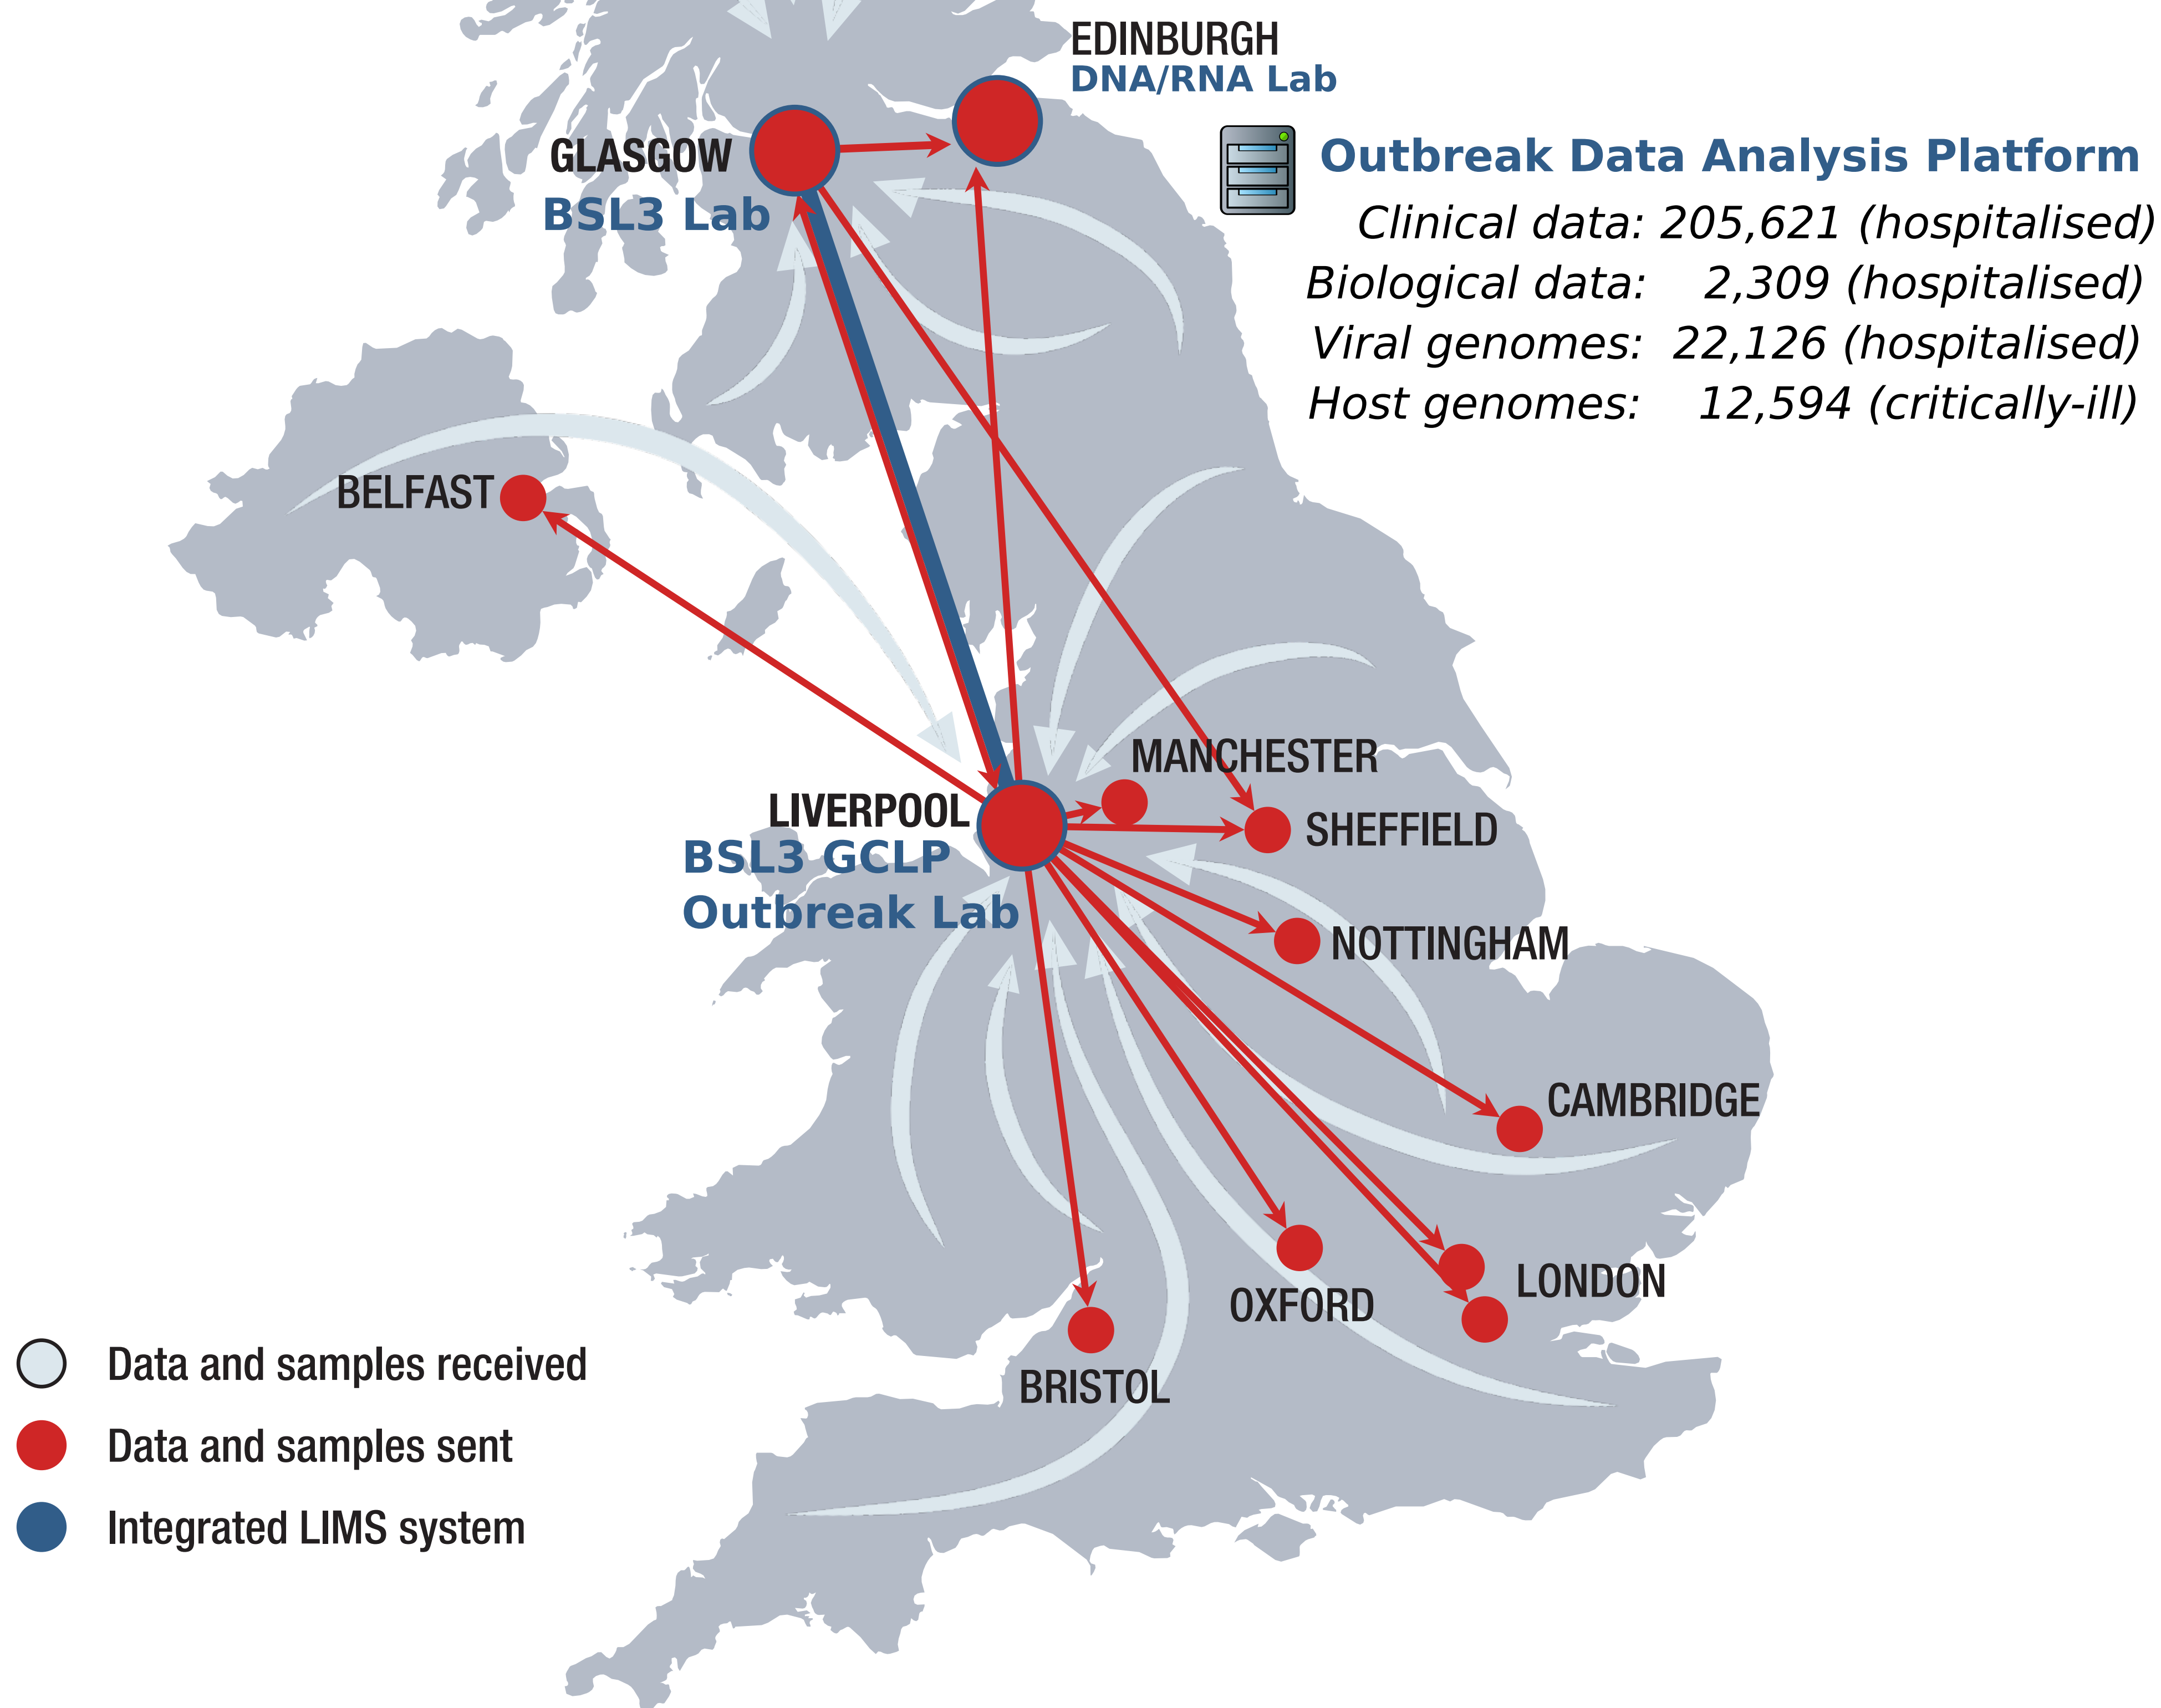 EDINBURGH
DNA/RNA Lab
GLASGOW
BSL3 Lab
Outbreak Data Analysis Platform
Clinical data: 205,621 (hospitalised)
Biological data: 2,309 (hospitalised)
Viral genomes: 22,126 (hospitalised)
Host genomes: 12,594 (critically-ill)
BELFAST
MANCHESTER
LIVERPOOL
BSL3 GCLP
Outbreak Lab
SHEFFIELD
NOTTINGHAM
CAMBRIDGE
LONDON
OXFORD
BRISTOL
Data and samples received
Data and samples sent
Integrated LIMS system